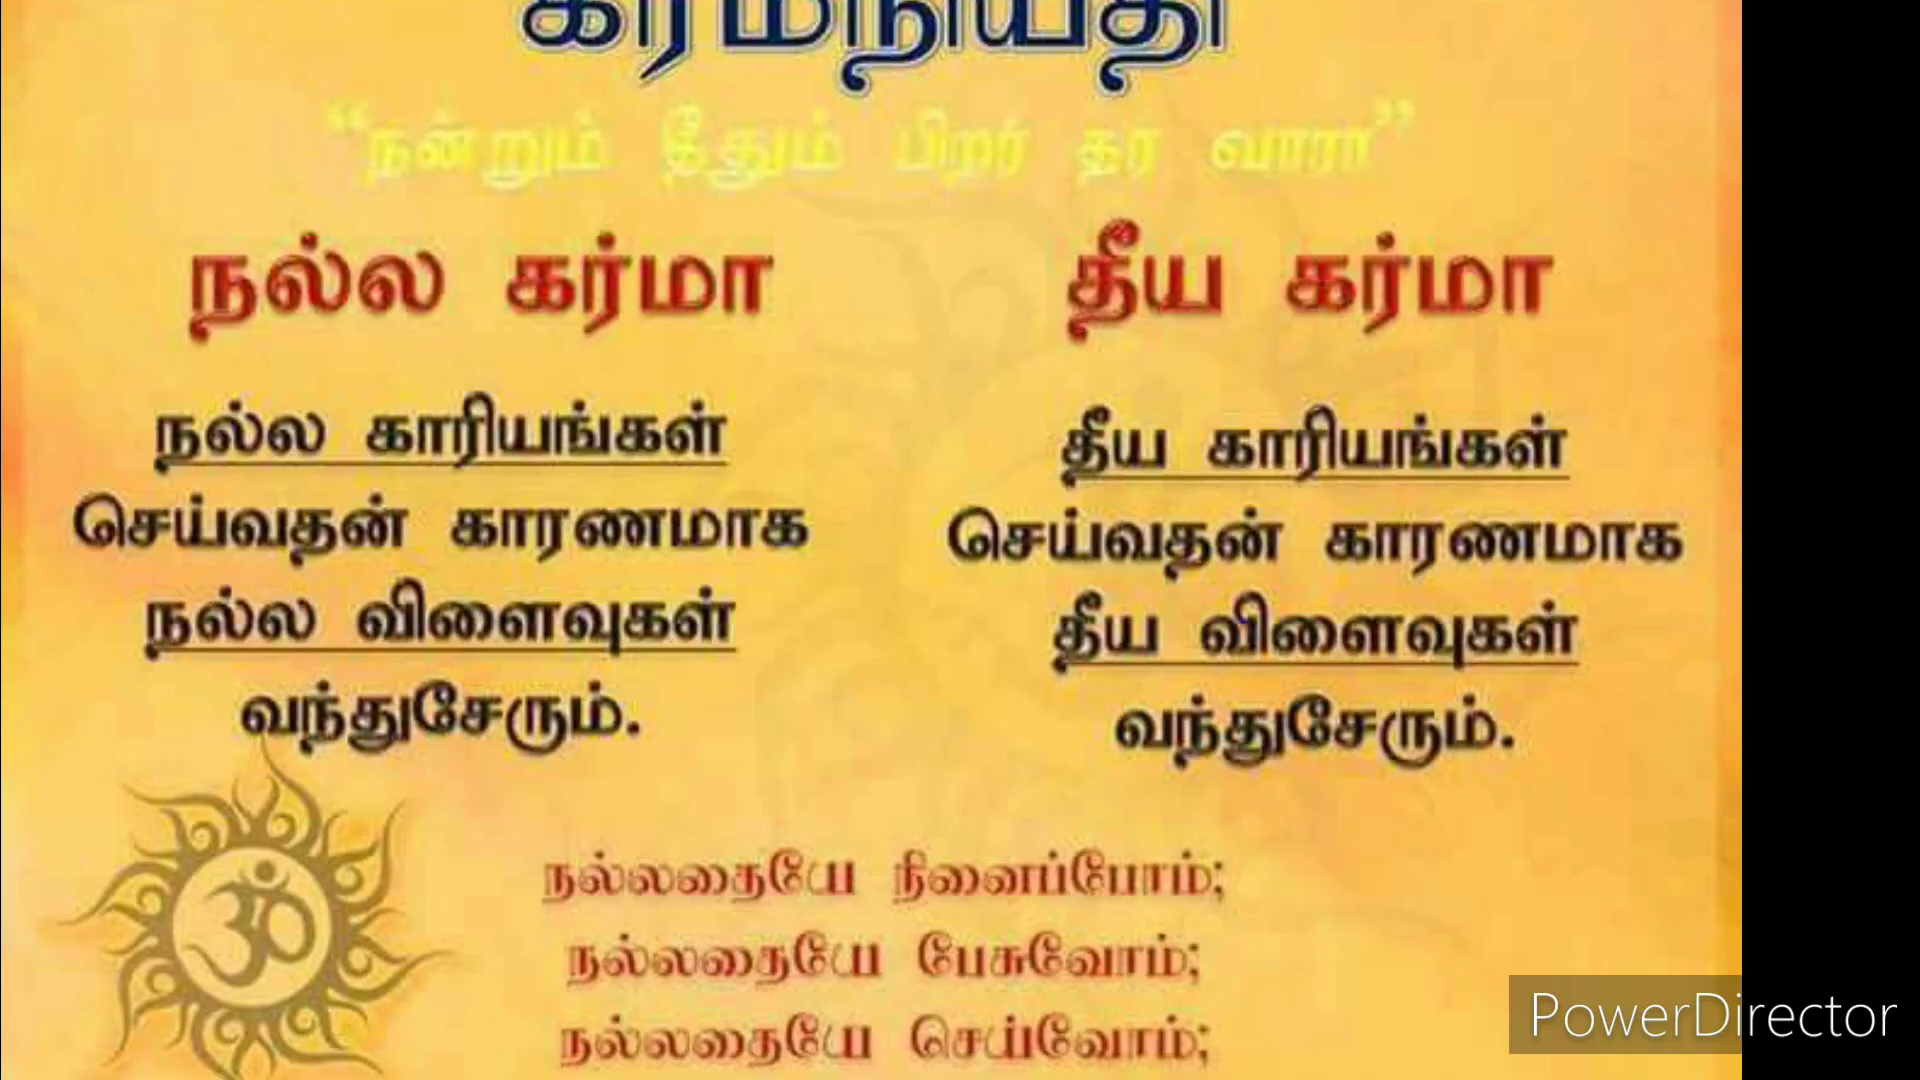 கர்மநியதி
“நன்றும் தீதும் பிறர் தர வாரா”
நல்ல கர்மா
நல்ல காரியங்கள்
செய்வதன் காரணமாக
நல்ல விளைவுகள்
வந்துசேரும்.
தீய கர்மா
தீய காரியங்கள்
செய்வதன் காரணமாக
தீய விளைவுகள்
வந்துசேரும்.
நல்லதையே நினைப்போம்;
நல்லதையே பேசுவோம்;
நல்லதையே செய்வோம்;
ॐ
PowerDirector